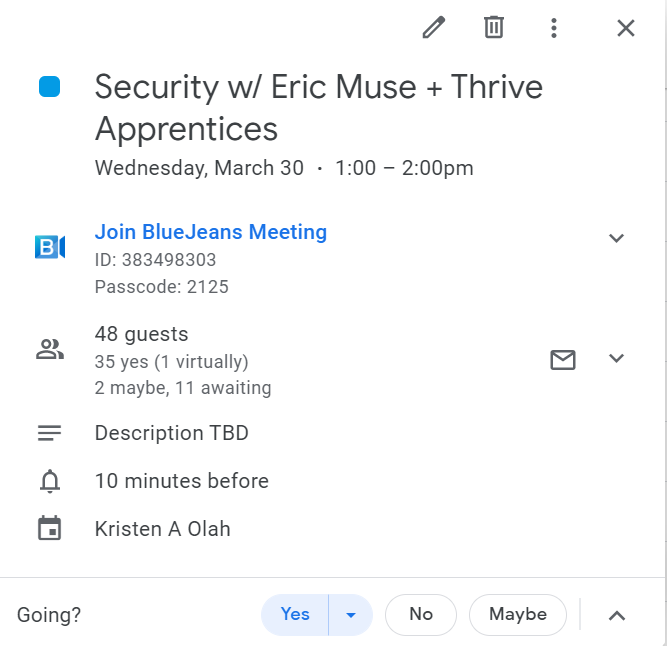 Security w/ Eric Muse + Thrive
Apprentices
Wednesday, March 30 · 1:00 – 2:00pm
B
Join BlueJeans Meeting
ID: 383498303
Passcode: 2125
48 guests
35 yes (1 virtually)
2 maybe, 11 awaiting
Description TBD
10 minutes before
Kristen A Olah
Going? Yes No Maybe